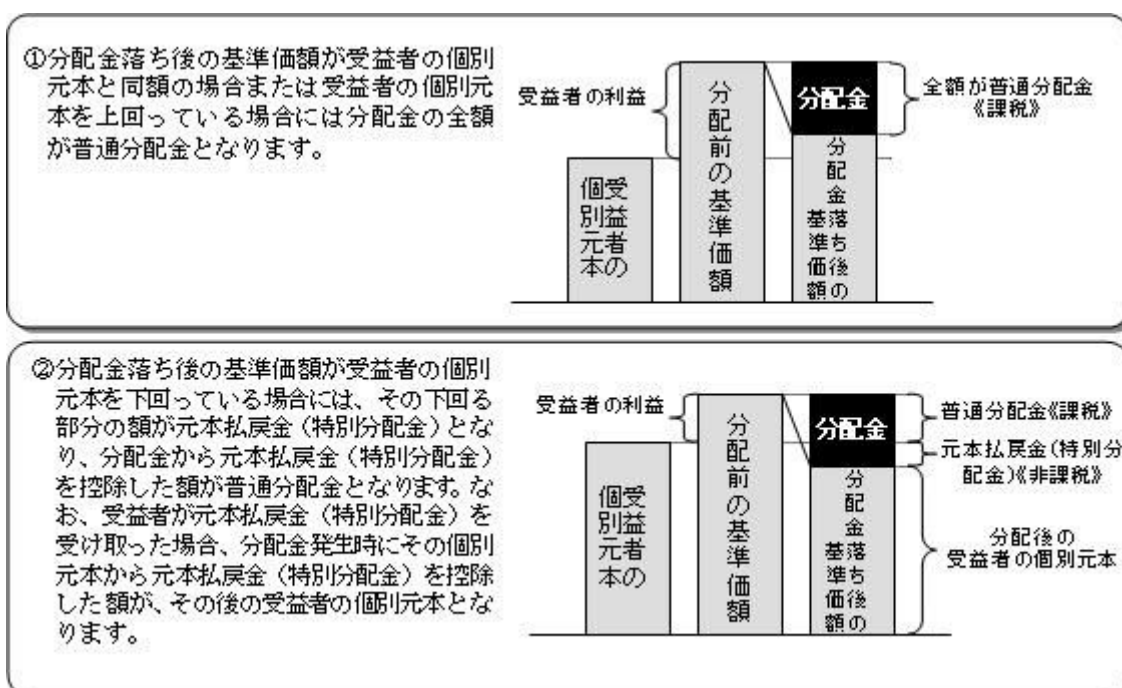 ①分配金落ち後の基準価額が受益者の個別
元本と同額の場合または受益者の個別元
本を上回っている場合には分配金の全額
が普通分配金となります。
受益者の利益
受益者の
個別元本
分配前の基準価額
分配金
分配金落ち後の
基準価額
全額が普通分配金
《課税》
②分配金落ち後の基準価額が受益者の個別
元本を下回っている場合には、その下回る
部分の額が元本払戻金(特別分配金)とな
り、分配金から元本払戻金(特別分配金)
を控除した額が普通分配金となります。な
お、受益者が元本払戻金(特別分配金)を
受け取った場合、分配金発生時にその個別
元本から元本払戻金(特別分配金)を控除
した額が、その後の受益者の個別元本とな
ります。
受益者の利益
受益者の
個別元本
分配前の基準価額
分配金
分配金落ち後の
基準価額
普通分配金《課税》
元本払戻金(特別分
配金)《非課税》
分配後の
受益者の個別元本